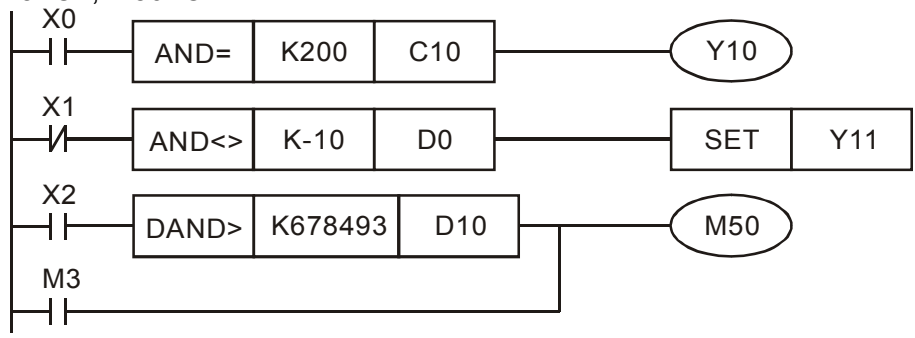 X0
AND= K200 C10 Y10
X1
AND<> K-10 D0 SET Y11
X2
DAND> K678493 D10 M50
M3